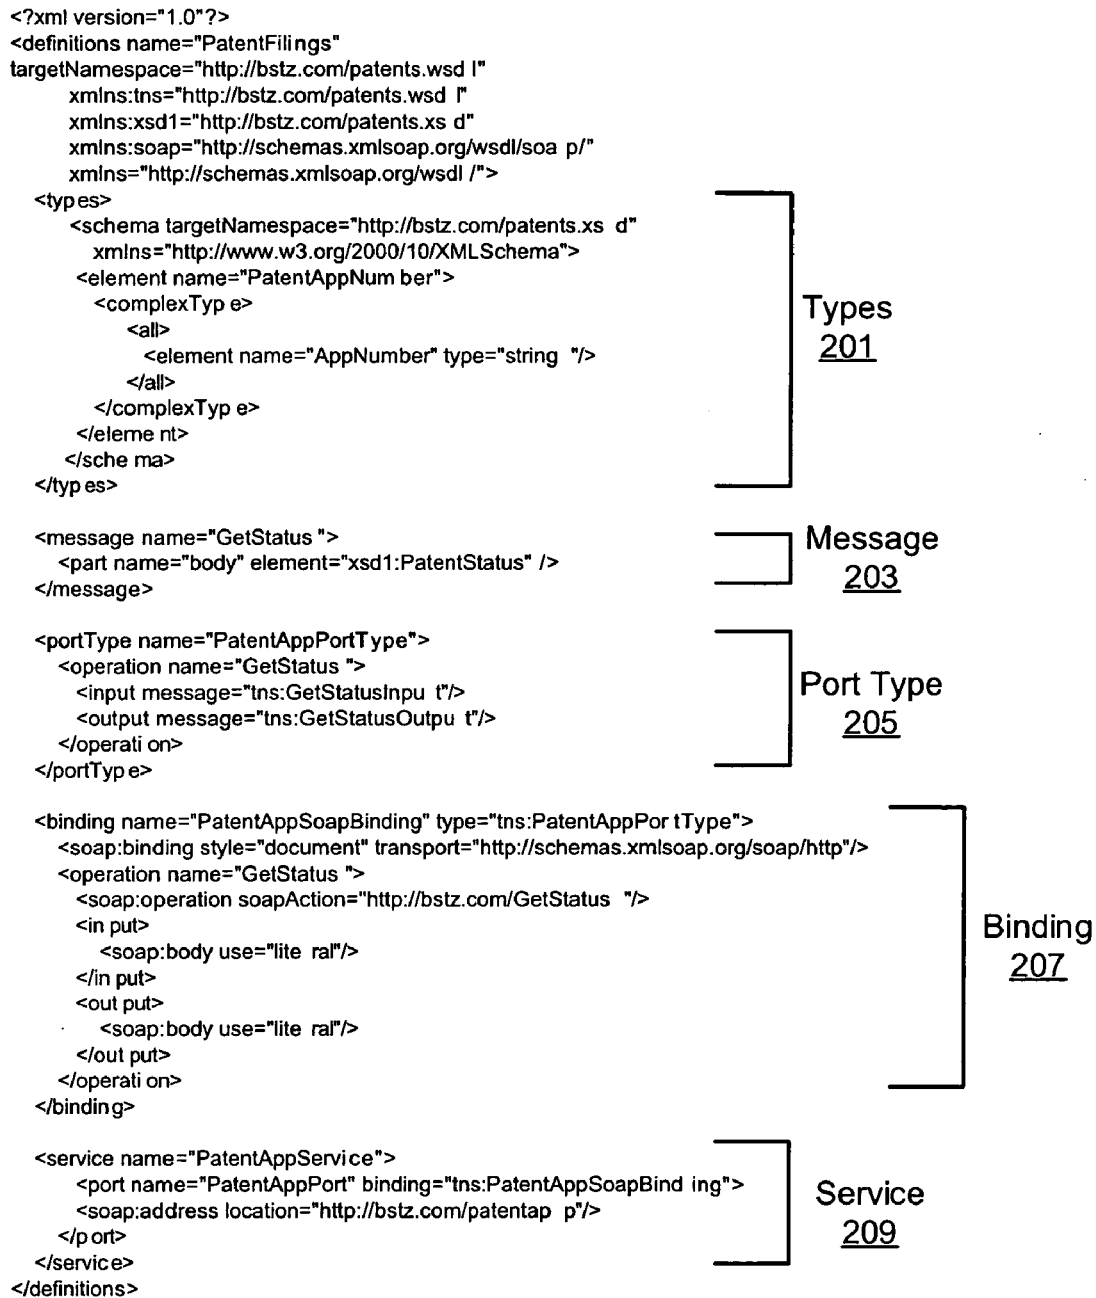 <?xml version="1.0"?>
<definitions name="PatentFilings"
targetNamespace="http://bstz.com/patents.wsd l"
xmlns:tns="http://bstz.com/patents.wsd l"
xmlns:xsd1="http://bstz.com/patents.xs d"
xmlns:soap="http://schemas.xmlsoap.org/wsdl/soa p/"
xmlns="http://schemas.xmlsoap.org/wsdl /">
<typ es>
<schema targetNamespace="http://bstz.com/patents.xs d"
xmlns="http://www.w3.org/2000/10/XMLSchema">
<element name="PatentAppNum ber">
<complexTyp e>
<all>
<element name="AppNumber" type="string "/>
</all>
</complexTyp e>
</eleme nt>
</sche ma>
</typ es>
Types
201
<message name="GetStatus ">
<part name="body" element="xsd1:PatentStatus" />
</message>
Message
203
<portType name="PatentAppPortType">
<operation name="GetStatus ">
<input message="tns:GetStatusInpu t"/>
<output message="tns:GetStatusOutpu t"/>
</operati on>
</portTyp e>
Port Type
205
<binding name="PatentAppSoapBinding" type="tns:PatentAppPor tType">
<soap:binding style="document" transport="http://schemas.xmlsoap.org/soap/http"/>
<operation name="GetStatus ">
<soap:operation soapAction="http://bstz.com/GetStatus "/>
<in put>
<soap:body use="lite ral"/>
</in put>
<out put>
<soap:body use="lite ral"/>
</out put>
</operati on>
</binding>
Binding
207
<service name="PatentAppService">
<port name="PatentAppPort" binding="tns:PatentAppSoapBind ing">
<soap:address location="http://bstz.com/patentap p"/>
</p ort>
</service>
</definitions>
Service
209